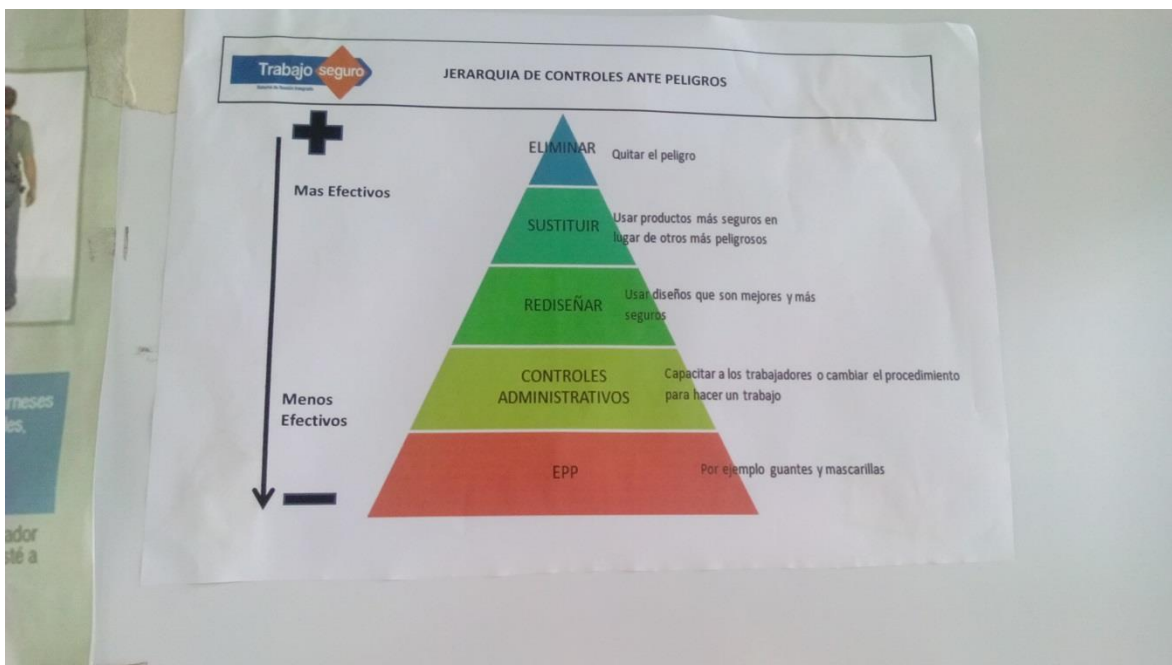 Trabajo seguro
JERARQUIA DE CONTROLES ANTE PELIGROS
Mas Efectivos
Menos
Efectivos
ELIMINAR
Quitar el peligro
SUSTITUIR
Usar productos más seguros en
lugar de otros más peligrosos
REDISEÑAR
Usar diseños que son mejores y más
seguros
CONTROLES
ADMINISTRATIVOS
Capacitar a los trabajadores o cambiar el procedimiento
para hacer un trabajo
EPP
Por ejemplo guantes y mascarillas